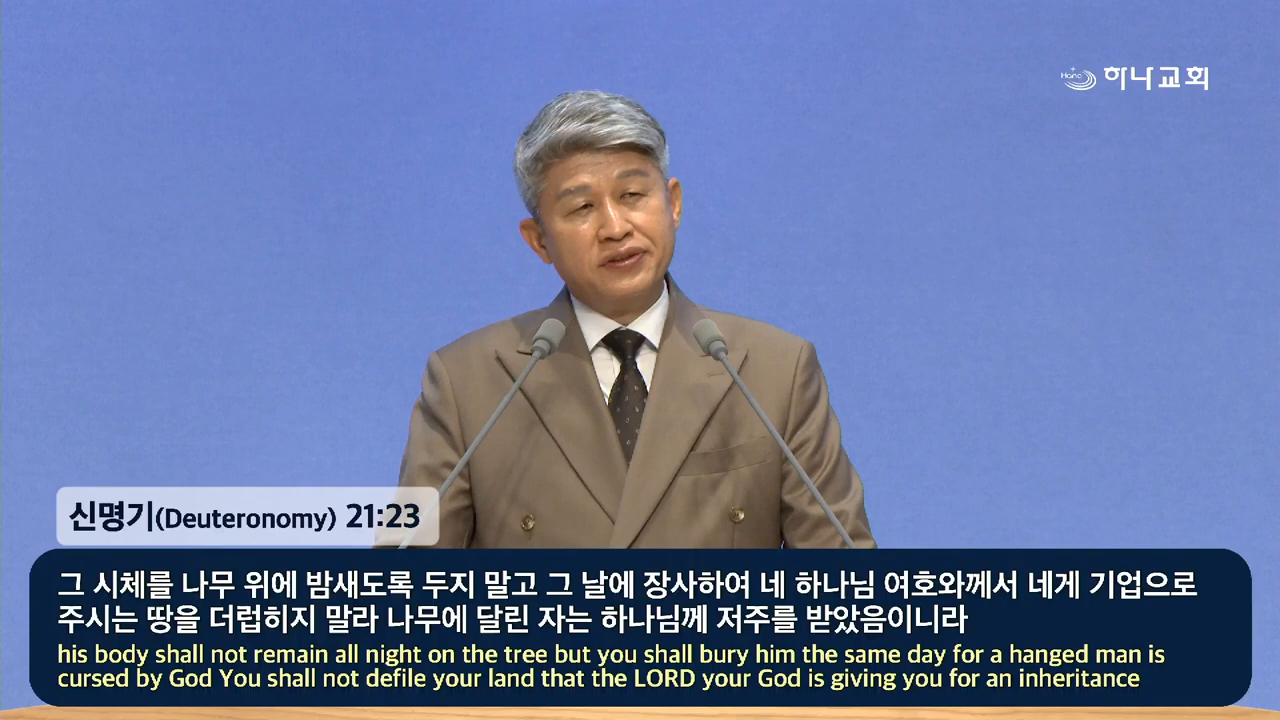 Hana 하나교회
신명기(Deuteronomy) 21:23
그 시체를 나무 위에 밤새도록 두지 말고 그 날에 장사하여 네 하나님 여호와께서 네게 기업으로
주시는 땅을 더럽히지 말라 나무에 달린 자는 하나님께 저주를 받았음이니라
his body shall not remain all night on the tree but you shall bury him the same day for a hanged man is
cursed by God You shall not defile your land that the LORD your God is giving you for an inheritance